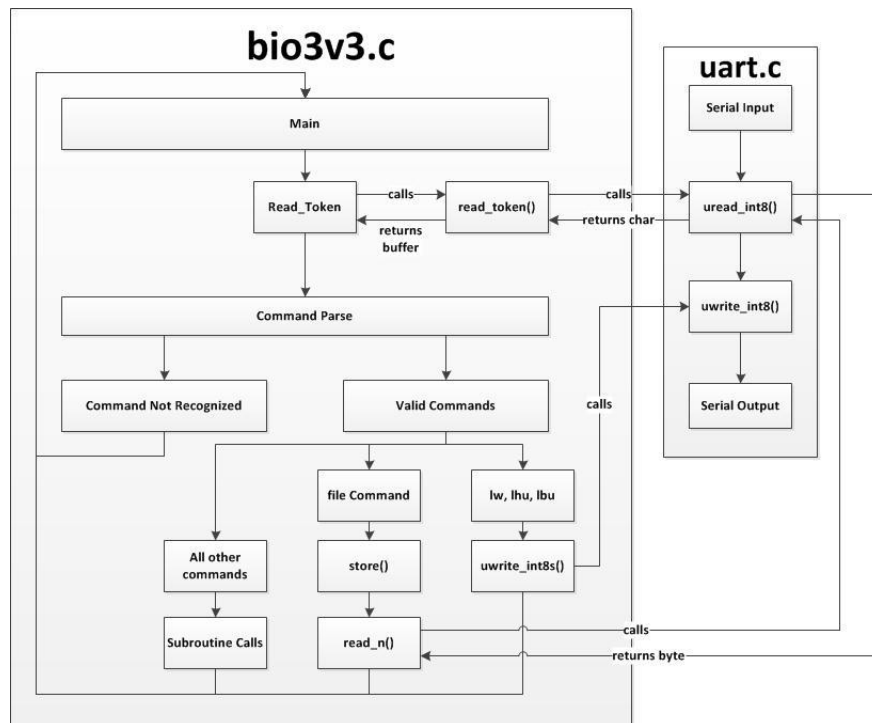 bio3v3.c
uart.c
Serial Input
Main
Read_Token
calls
read_token()
calls
uread_int8()
returns
buffer
returns char
uwrite_int8()
Command Parse
Command Not Recognized
Valid Commands
calls
Serial Output
file Command
lw, lhu, lbu
All other
commands
store()
uwrite_int8s()
Subroutine Calls
read_n()
calls
returns byte